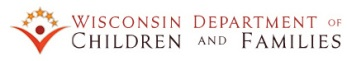 WISCONSIN DEPARTMENT OF
CHILDREN AND FAMILIES